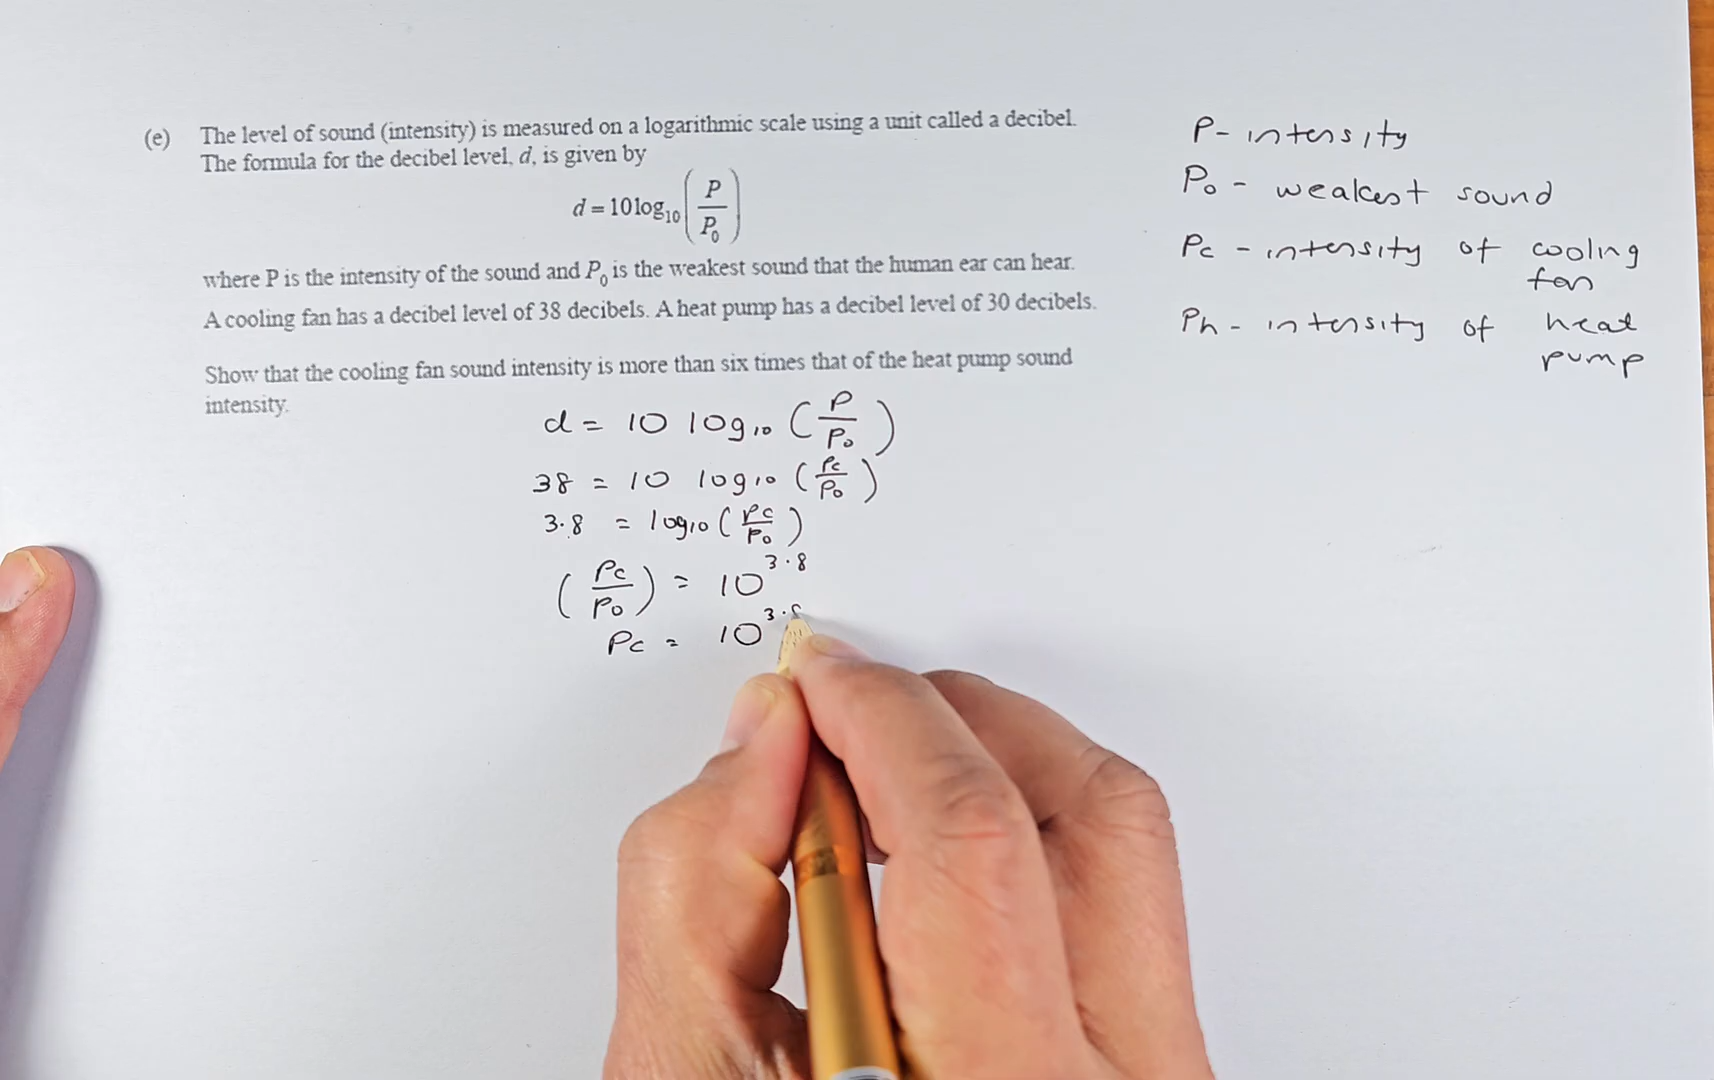 (e) The level of sound (intensity) is measured on a logarithmic scale using a unit called a decibel.
The formula for the decibel level, d, is given by
d = 10log₁₀(P/P₀)
where P is the intensity of the sound and P₀ is the weakest sound that the human ear can hear.
A cooling fan has a decibel level of 38 decibels. A heat pump has a decibel level of 30 decibels.
Show that the cooling fan sound intensity is more than six times that of the heat pump sound
intensity.
d = 10 log₁₀ (P/P₀)
38 = 10 log₁₀ (Pc/P₀)
3.8 = log₁₀ (Pc/P₀)
(Pc/P₀) = 10^3.8
Pc = 10^3.
P - intensity
P₀ - weakest sound
Pc - intensity of cooling
fan
Ph - intensity of heat
pump